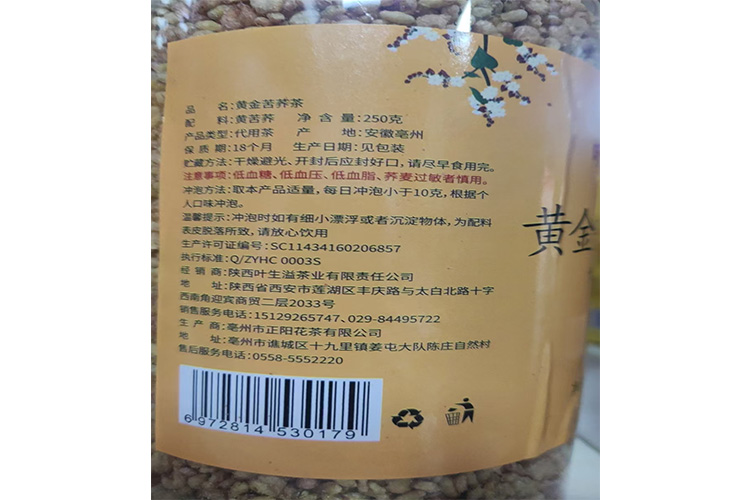 品 名:黄金苦荞茶
配 料:黄苦荞 净 含 量:250克
产品类型:代用茶 产 地:安徽亳州
保 质 期:18个月 生产日期:见包装
贮藏方法:干燥避光、开封后应封好口,请尽早食用完。
注意事项:低血糖、低血压、低血脂、荞麦过敏者慎用。
冲泡方法:取本产品适量,每日冲泡小于10克,根据个
人口味冲泡。
温馨提示:冲泡时如有细小漂浮或者沉淀物体,为配料
表皮脱落所致,请放心饮用
生产许可证编号:SC11434160206857
执行标准:Q/ZYHC 0003S
经 销 商:陕西叶生溢茶业有限责任公司
地 址:陕西省西安市莲湖区丰庆路与太白北路十字
西南角迎宾商贸二层2033号
销售服务电话:15129265747、029-84495722
生 产 商:亳州市正阳花茶有限公司
地 址:亳州市谯城区十九里镇姜屯大队陈庄自然村
售后服务电话:0558-5552220
6972814530179
黄金